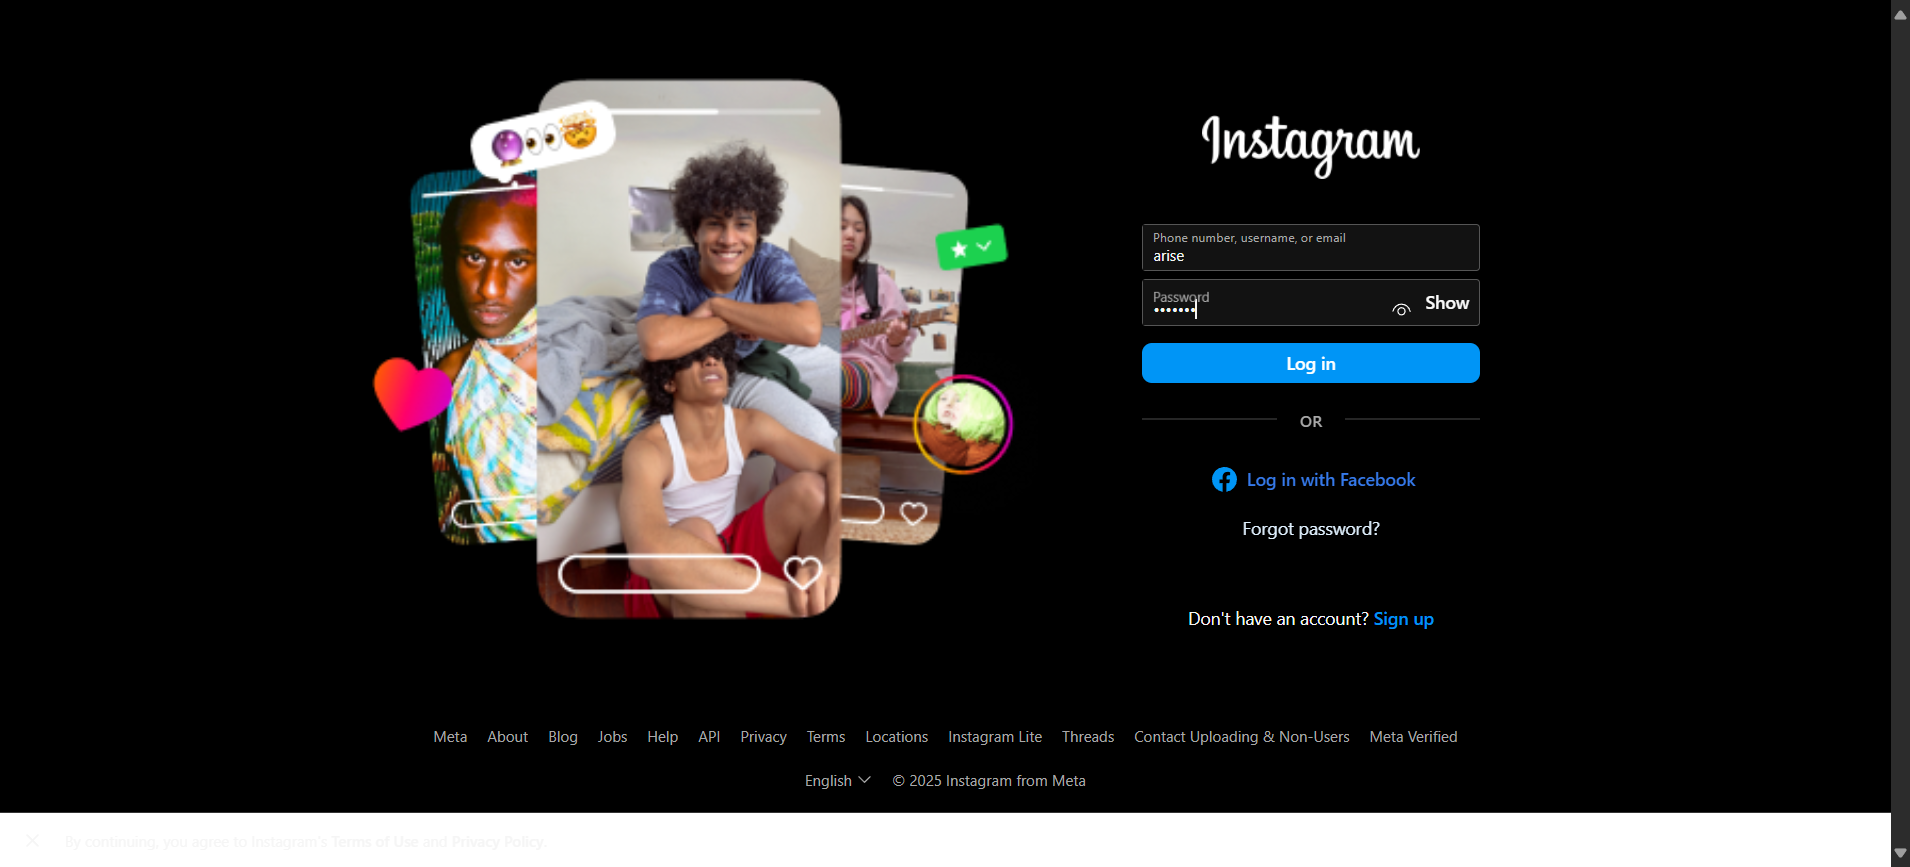 Instagram
Phone number, username, or email
arise
Password
•••••••
Show
Log in
OR
Log in with Facebook
Forgot password?
Don't have an account? Sign up
Meta About Blog Jobs Help API Privacy Terms Locations Instagram Lite Threads Contact Uploading & Non-Users Meta Verified
English © 2025 Instagram from Meta
By continuing, you agree to Instagram's Terms of Use and Privacy Policy.